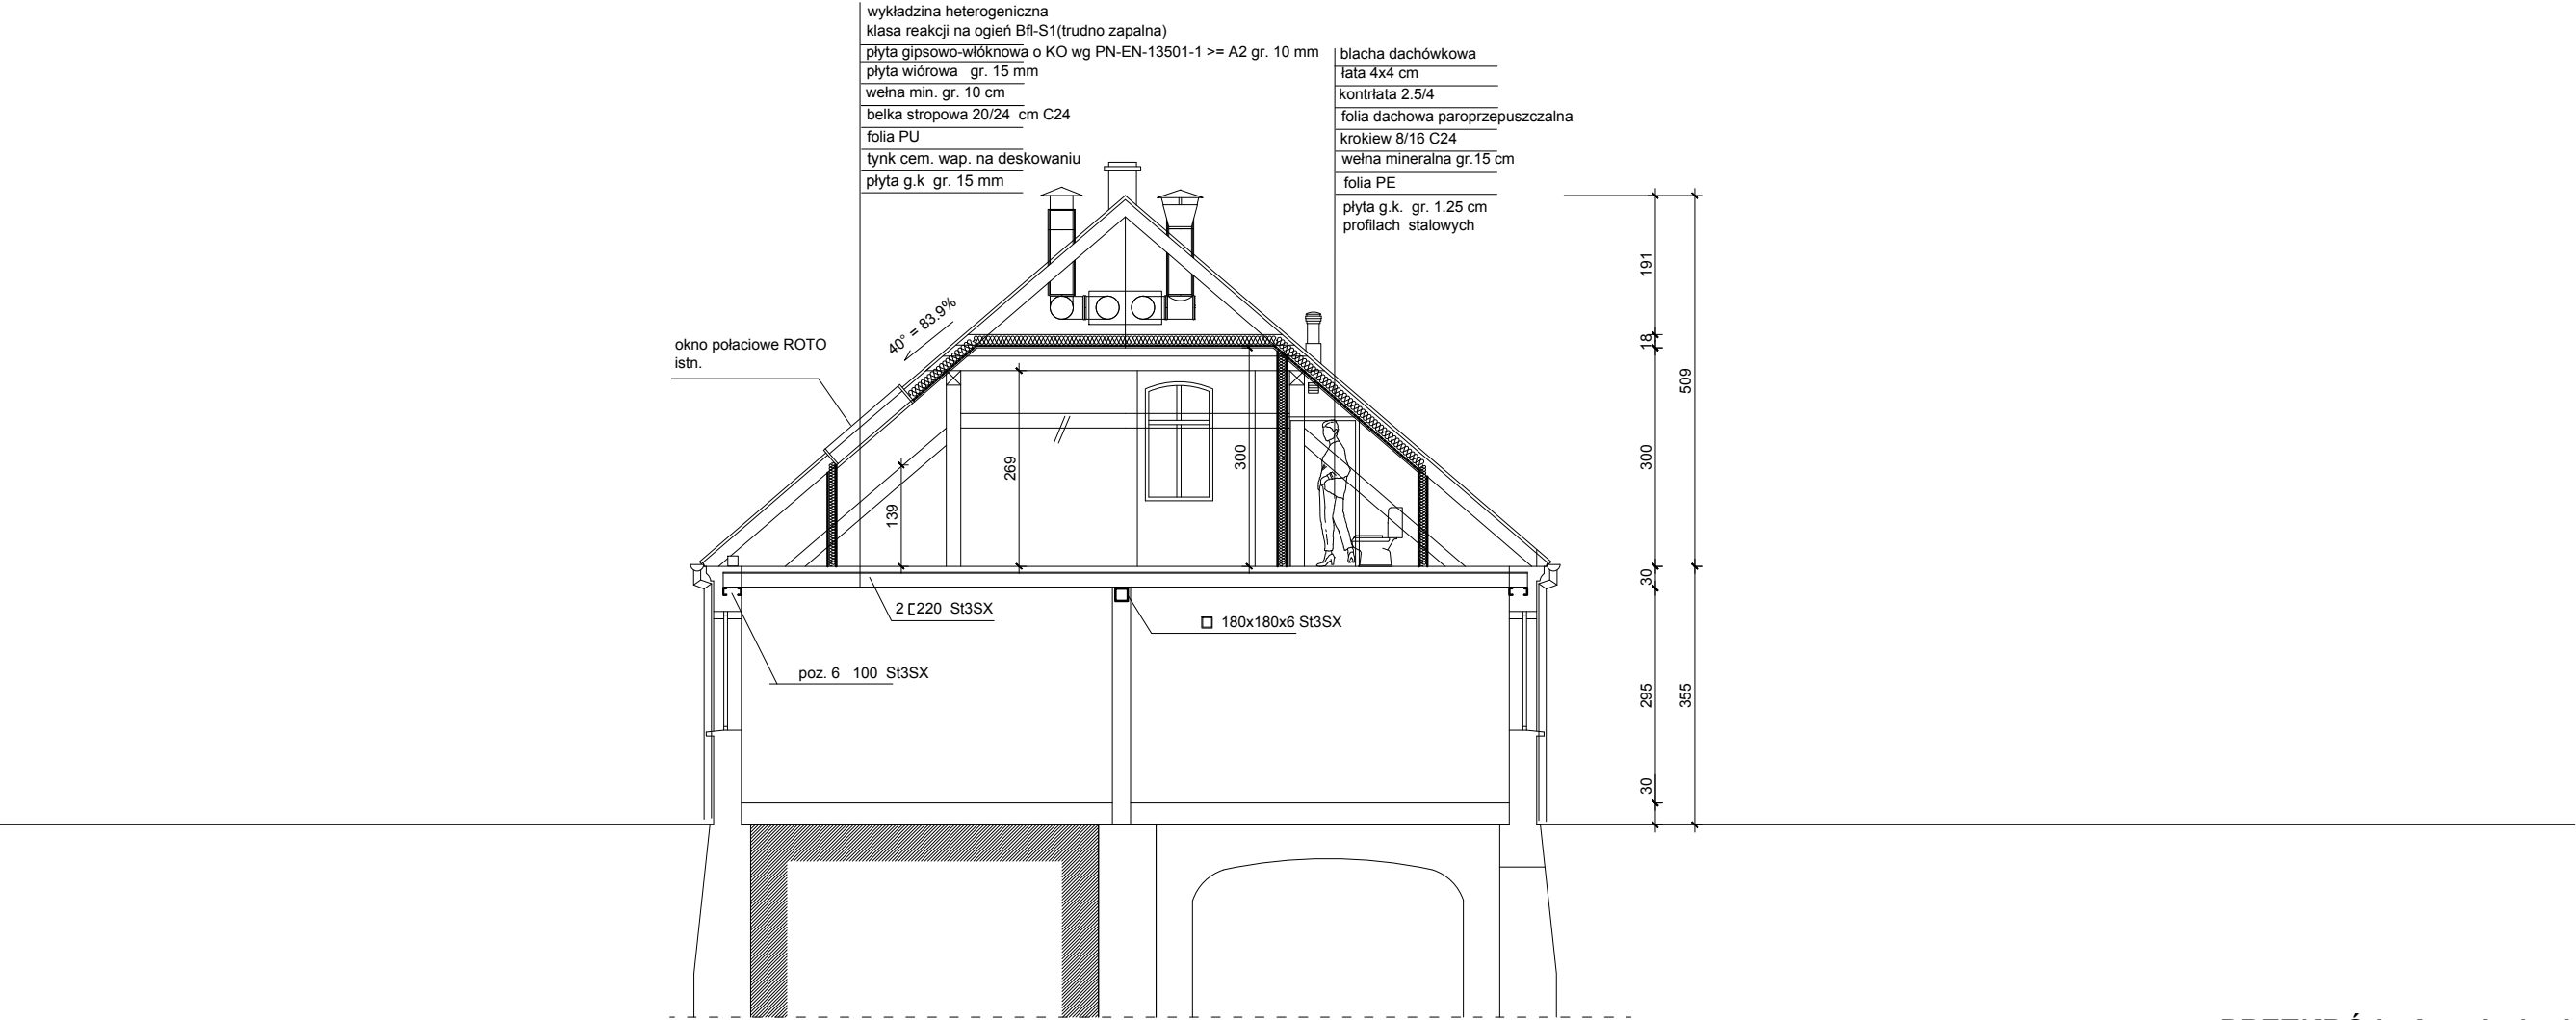 wykładzina heterogeniczna
klasa reakcji na ogień Bfl-S1(trudno zapalna)
płyta gipsowo-włóknowa o KO wg PN-EN-13501-1 >= A2 gr. 10 mm
płyta wiórowa gr. 15 mm
wełna min. gr. 10 cm
belka stropowa 20/24 cm C24
folia PU
tynk cem. wap. na deskowaniu
płyta g.k gr. 15 mm
blacha dachówkowa
łata 4x4 cm
kontrłata 2.5/4
folia dachowa paroprzepuszczalna
krokiew 8/16 C24
wełna mineralna gr.15 cm
folia PE
płyta g.k. gr. 1.25 cm
profilach stalowych
40° = 83.9%
okno połaciowe ROTO
istn.
139
269
300
191
18
300
30
295
30
509
355
2 [220 St3SX
□ 180x180x6 St3SX
poz. 6 100 St3SX